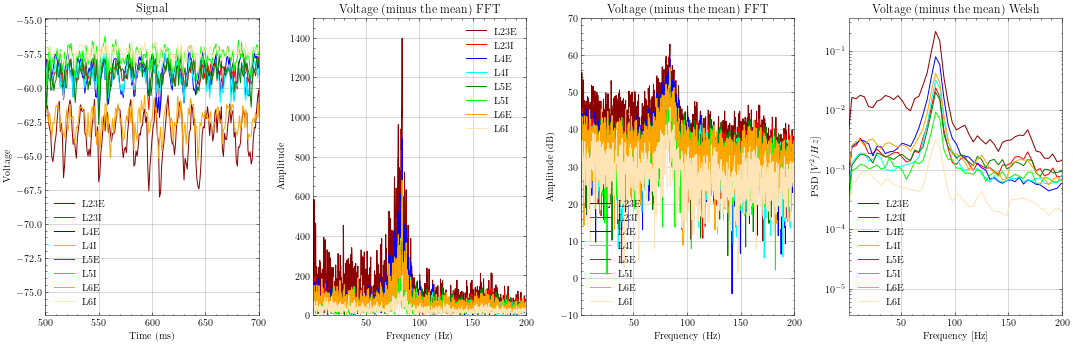 Signal
−55.0
−57.5
−60.0
−62.5
−65.0
−67.5
−70.0
−72.5
−75.0
Voltage
L23E
L23I
L4E
L4I
L5E
L5I
L6E
L6I
500
550
600
650
700
Time (ms)
Voltage (minus the mean) FFT
1400
1200
1000
800
600
400
200
0
Amplitude
L23E
L23I
L4E
L4I
L5E
L5I
L6E
L6I
50
100
150
200
Frequency (Hz)
Voltage (minus the mean) FFT
70
60
50
40
30
20
10
0
−10
Amplitude (dB)
L23E
L23I
L4E
L4I
L5E
L5I
L6E
L6I
50
100
150
200
Frequency (Hz)
Voltage (minus the mean) Welsh
10⁻¹
10⁻²
10⁻³
10⁻⁴
10⁻⁵
PSD [V²/Hz]
L23E
L23I
L4E
L4I
L5E
L5I
L6E
L6I
50
100
150
200
Frequency [Hz]